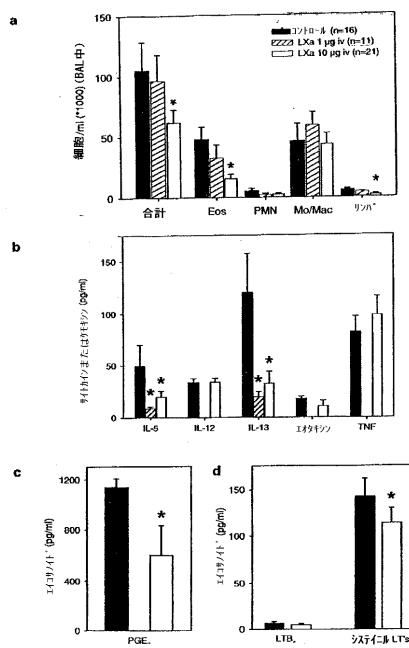 a
コントロール (n=16)
LXa 1 μg iv (n=11)
LXa 10 μg iv (n=21)
細胞/ml (*1000) (BAL中)
150
100
50
0
*
*
*
合計 Eos PMN Mo/Mac リンパ
b
サイトカインまたはケモキシン (pg/ml)
150
100
50
0
* *
* *
IL-5 IL-12 IL-13 エオタキシン TNF
c
エイコサノイド (pg/ml)
1200
800
400
0
*
d
エイコサノイド (pg/ml)
150
100
50
0
*
LTB システイニル LT's